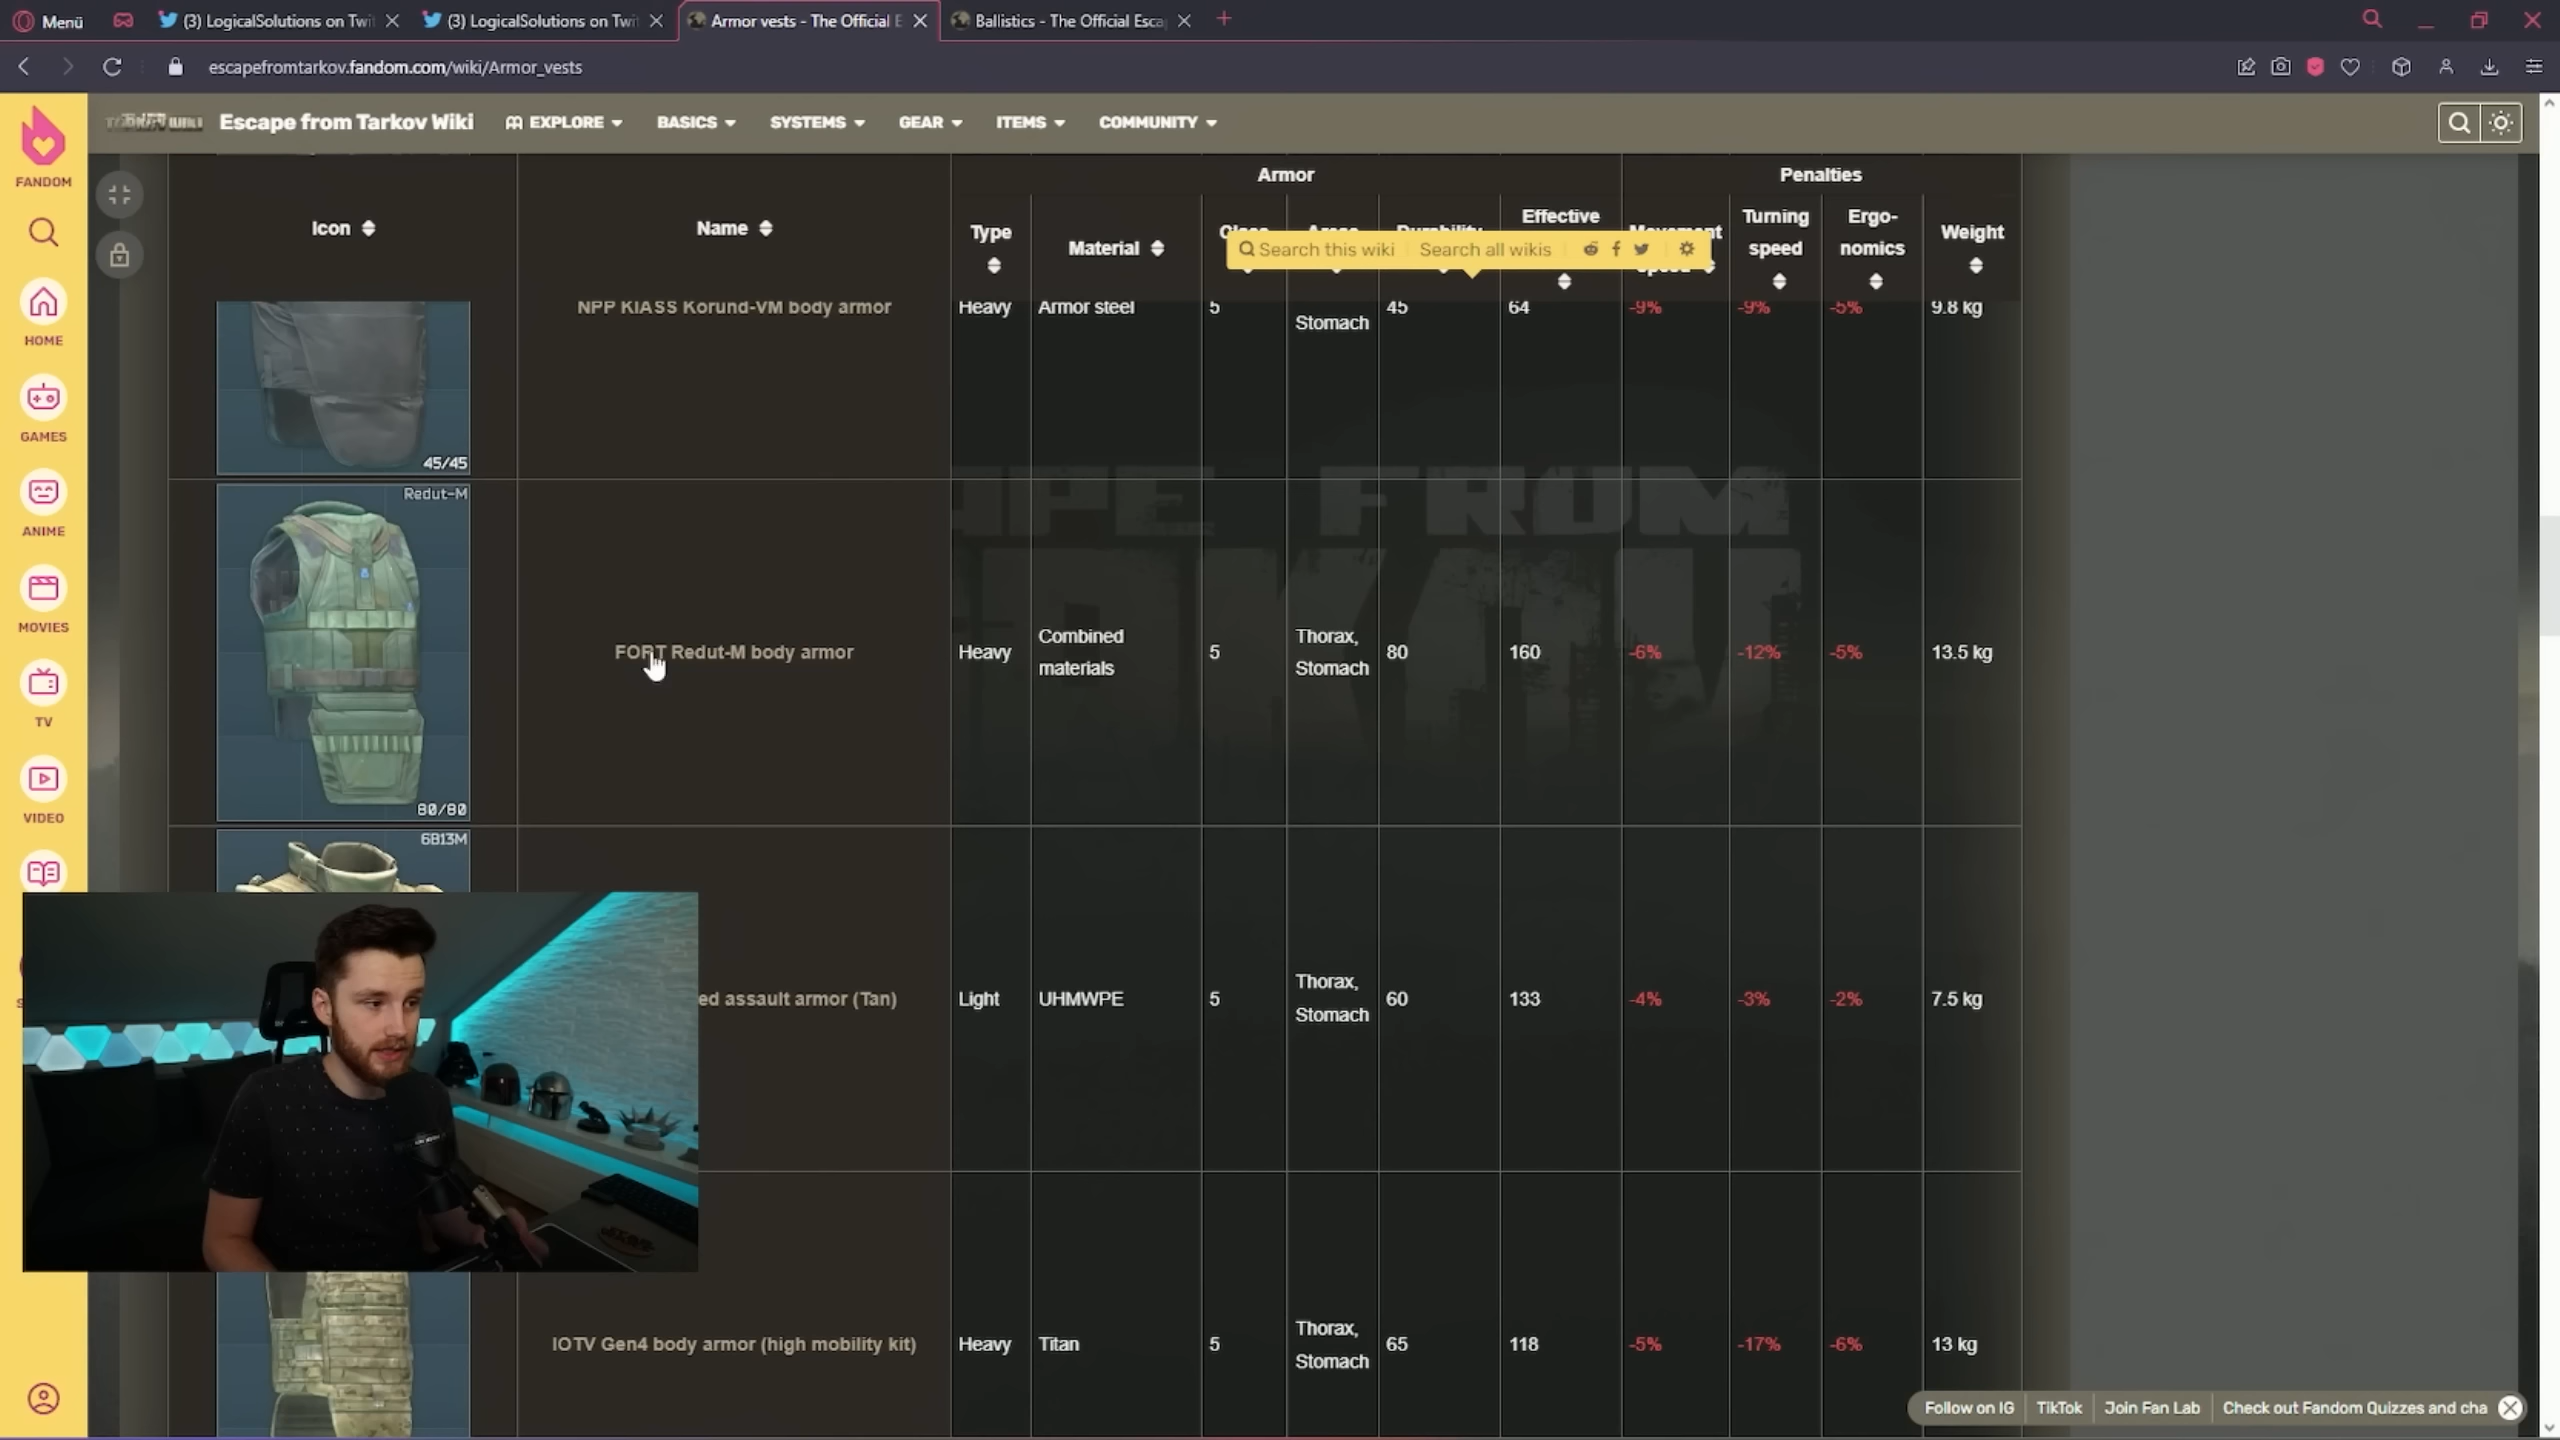 Menü
(3) LogicalSolutions on Twi
(3) LogicalSolutions on Twi
Armor vests - The Official E
Ballistics - The Official Esca
escapefromtarkov.fandom.com/wiki/Armor_vests
FANDOM
HOME
GAMES
ANIME
MOVIES
TV
VIDEO
Escape from Tarkov Wiki
EXPLORE
BASICS
SYSTEMS
GEAR
ITEMS
COMMUNITY
Armor
Penalties
Icon
Name
Type
Material
Effective
Turning speed
Ergo-nomics
Weight
Search this wiki
Search all wikis
NPP KlASS Korund-VM body armor
Heavy
Armor steel
5
Stomach
45
64
-9%
-9%
-5%
9.8 kg
45/45
Redut-M
80/80
FORT Redut-M body armor
Heavy
Combined materials
5
Thorax, Stomach
80
160
-6%
-12%
-5%
13.5 kg
6B13M
ed assault armor (Tan)
Light
UHMWPE
5
Thorax, Stomach
60
133
-4%
-3%
-2%
7.5 kg
IOTV Gen4 body armor (high mobility kit)
Heavy
Titan
5
Thorax, Stomach
65
118
-5%
-17%
-6%
13 kg
Follow on IG
TikTok
Join Fan Lab
Check out Fandom Quizzes and cha